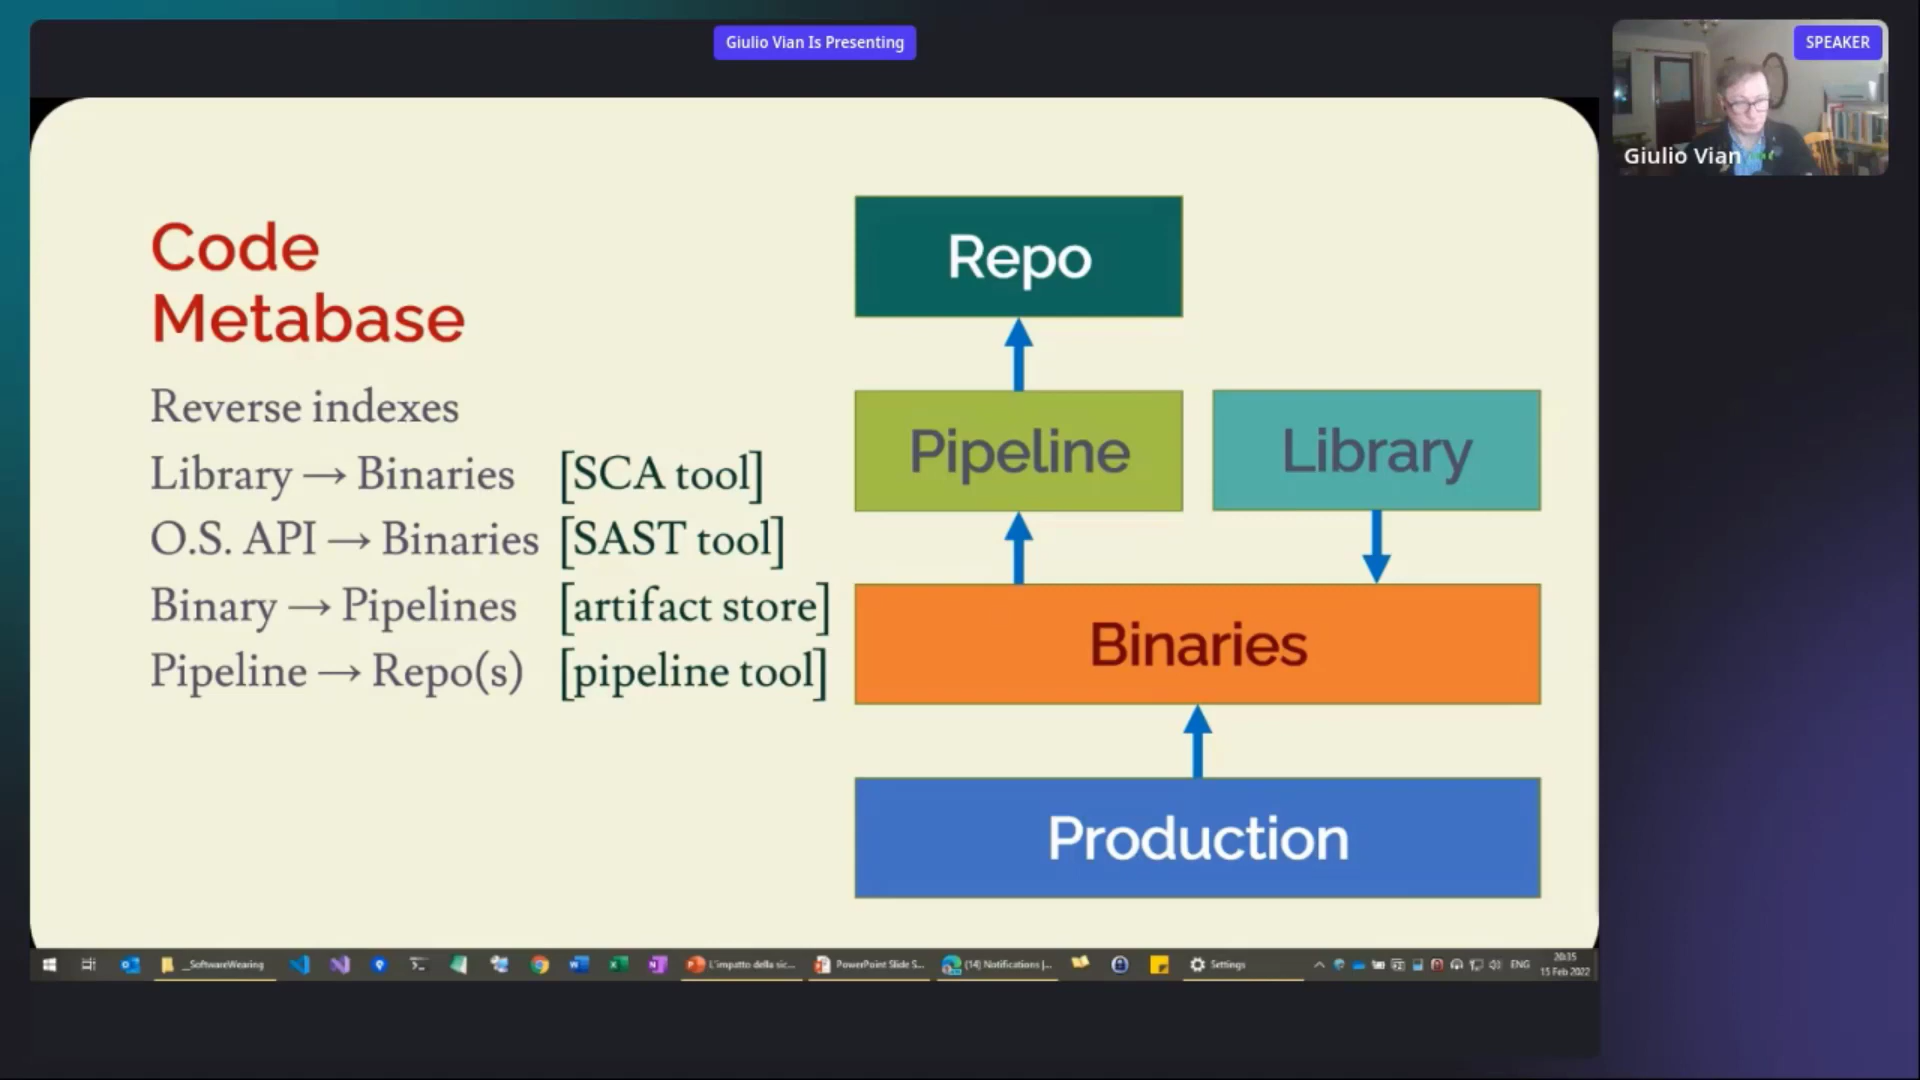 Giulio Vian Is Presenting
SPEAKER
Giulio Vian
Code
Metabase
Reverse indexes
Library → Binaries [SCA tool]
O.S. API → Binaries [SAST tool]
Binary → Pipelines [artifact store]
Pipeline → Repo(s) [pipeline tool]
Repo
Pipeline
Library
Binaries
Production
_SoftwareWearing
L'impatto della sic...
PowerPoint Slide S...
(14) Notifications |...
Settings
ENG
20:35
15 Feb 2022